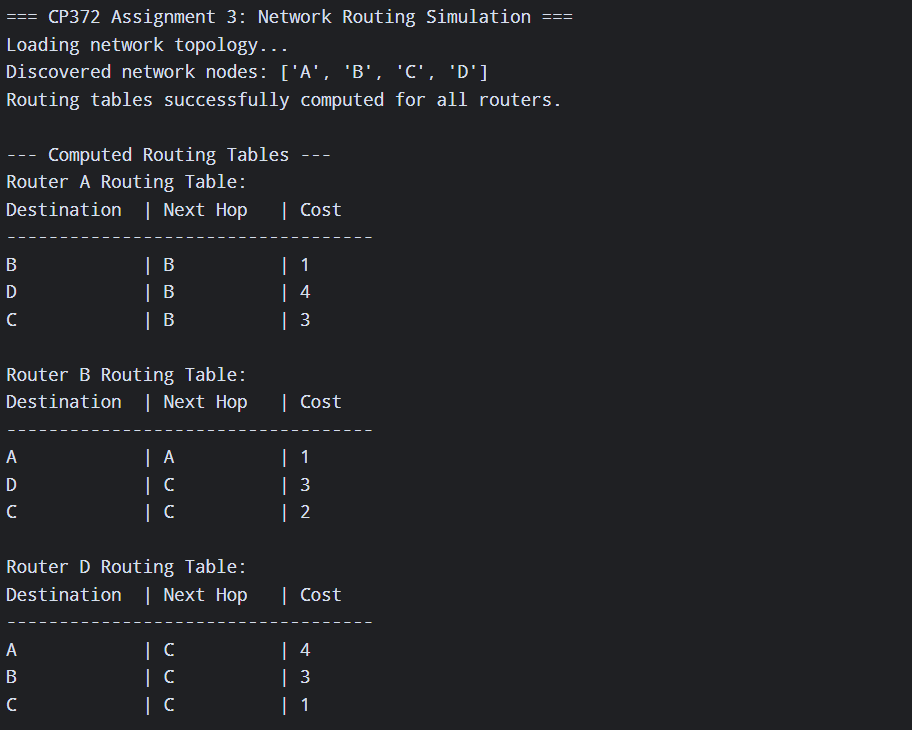 === CP372 Assignment 3: Network Routing Simulation ===
Loading network topology...
Discovered network nodes: ['A', 'B', 'C', 'D']
Routing tables successfully computed for all routers.

--- Computed Routing Tables ---
Router A Routing Table:
Destination  | Next Hop   | Cost
-----------------------------------
B            | B          | 1
D            | B          | 4
C            | B          | 3

Router B Routing Table:
Destination  | Next Hop   | Cost
-----------------------------------
A            | A          | 1
D            | C          | 3
C            | C          | 2

Router D Routing Table:
Destination  | Next Hop   | Cost
-----------------------------------
A            | C          | 4
B            | C          | 3
C            | C          | 1